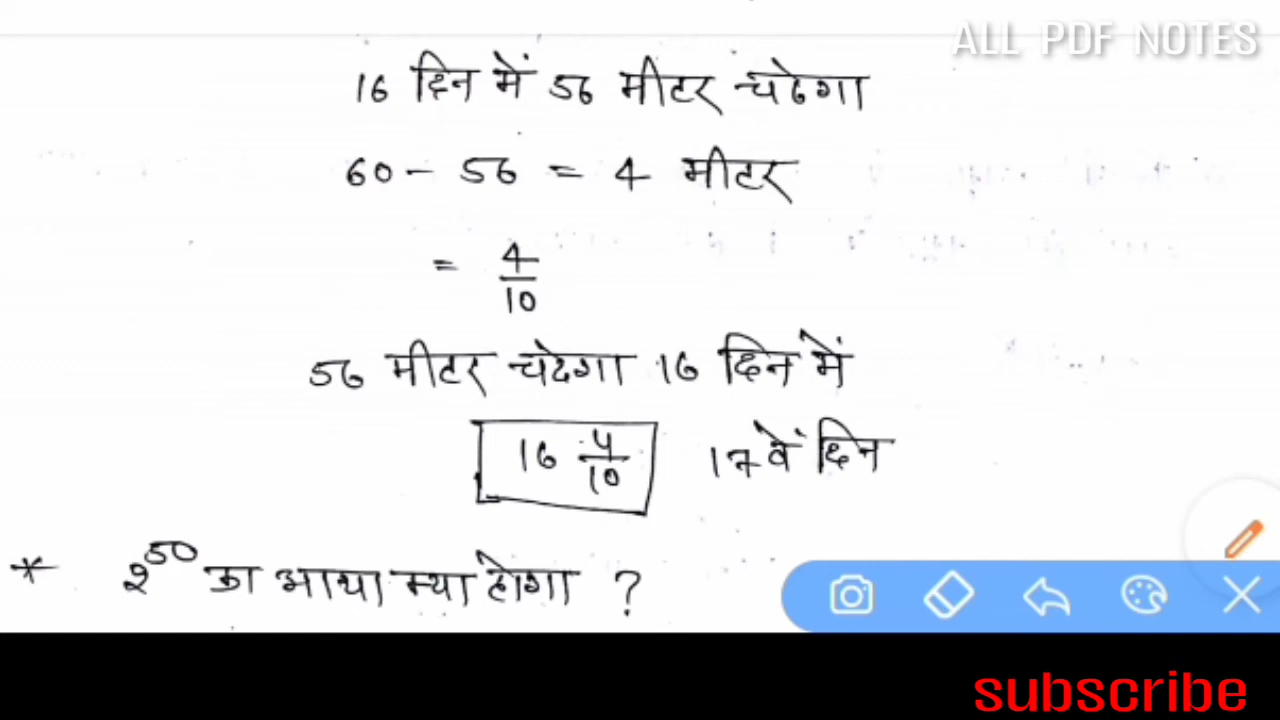 ALL PDF NOTES
16 दिन में 56 मीटर चढेगा
60 - 56 = 4 मीटर
= 4/10
56 मीटर चढेगा 16 दिन में
16 4/10 17 वें दिन
* 2^50 का आधा क्या होगा ?
subscribe